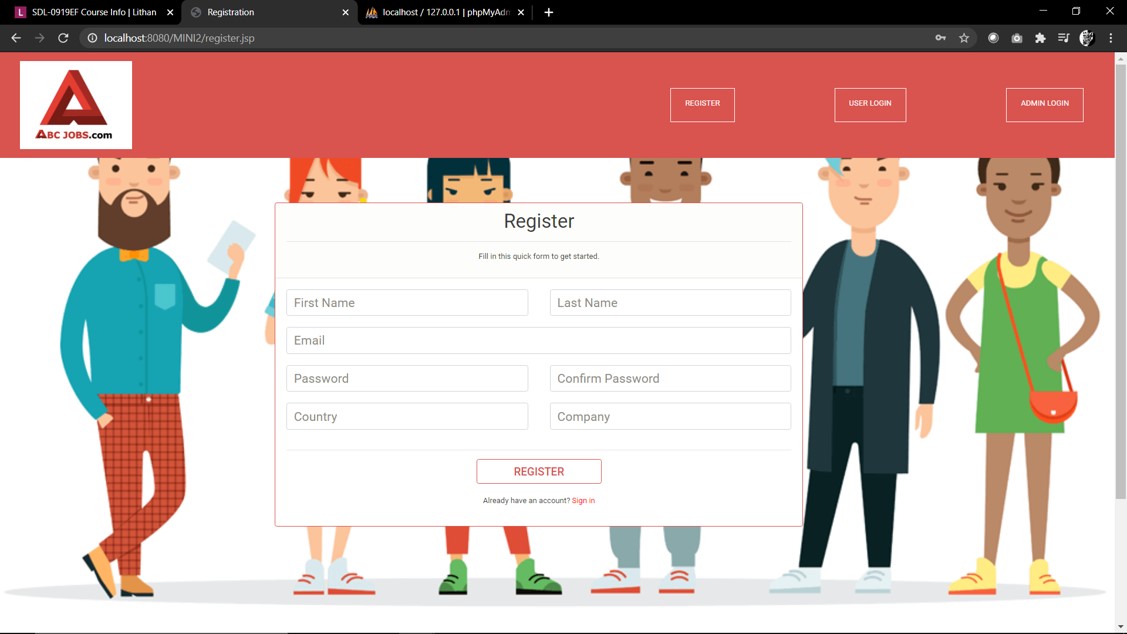 SDL-0919EF Course Info | Lithan
Registration
localhost / 127.0.0.1 | phpMyAdm
localhost:8080/MINI2/register.jsp
ABC JOBS.com
REGISTER
USER LOGIN
ADMIN LOGIN
Register
Fill in this quick form to get started.
First Name
Last Name
Email
Password
Confirm Password
Country
Company
REGISTER
Already have an account? Sign in